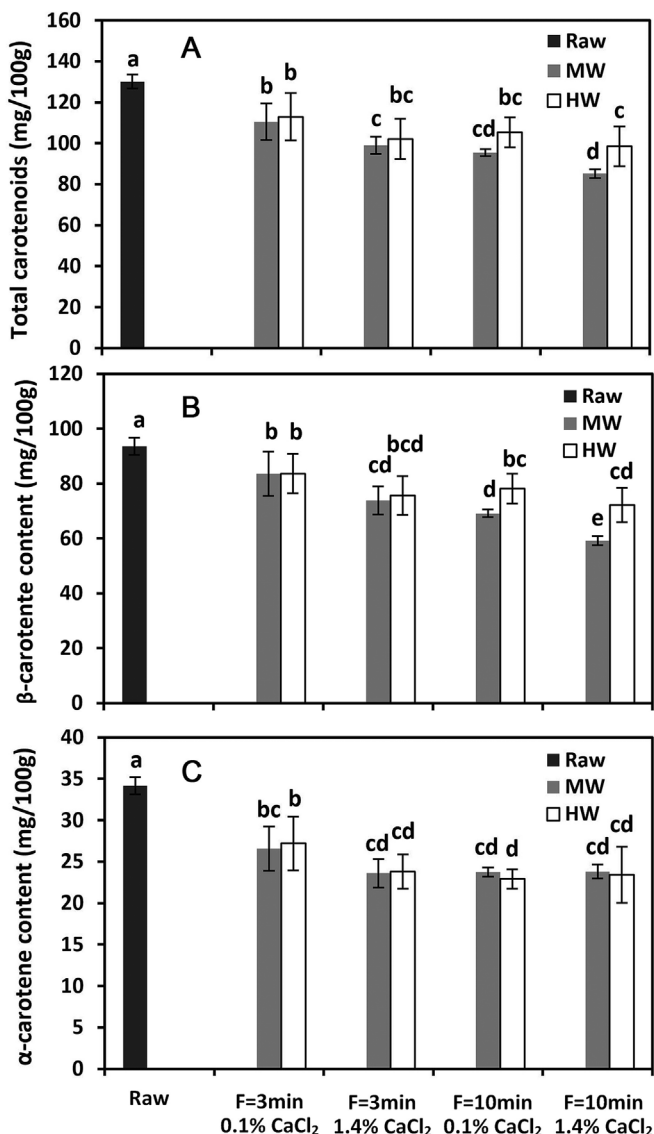 Total carotenoids (mg/100g)
160
140
120
100
80
60
40
20
0
A
Raw
MW
HW
a
b b
c bc
cd bc
d c
β-carotente content (mg/100g)
120
100
80
60
40
20
0
B
Raw
MW
HW
a
b b
cd bcd
d bc
e cd
α-carotene content (mg/100g)
40
35
30
25
20
15
10
5
0
C
Raw
MW
HW
a
bc b
cd cd
cd d
cd cd
Raw
F=3min
0.1% CaCl₂
F=3min
1.4% CaCl₂
F=10min
0.1% CaCl₂
F=10min
1.4% CaCl₂